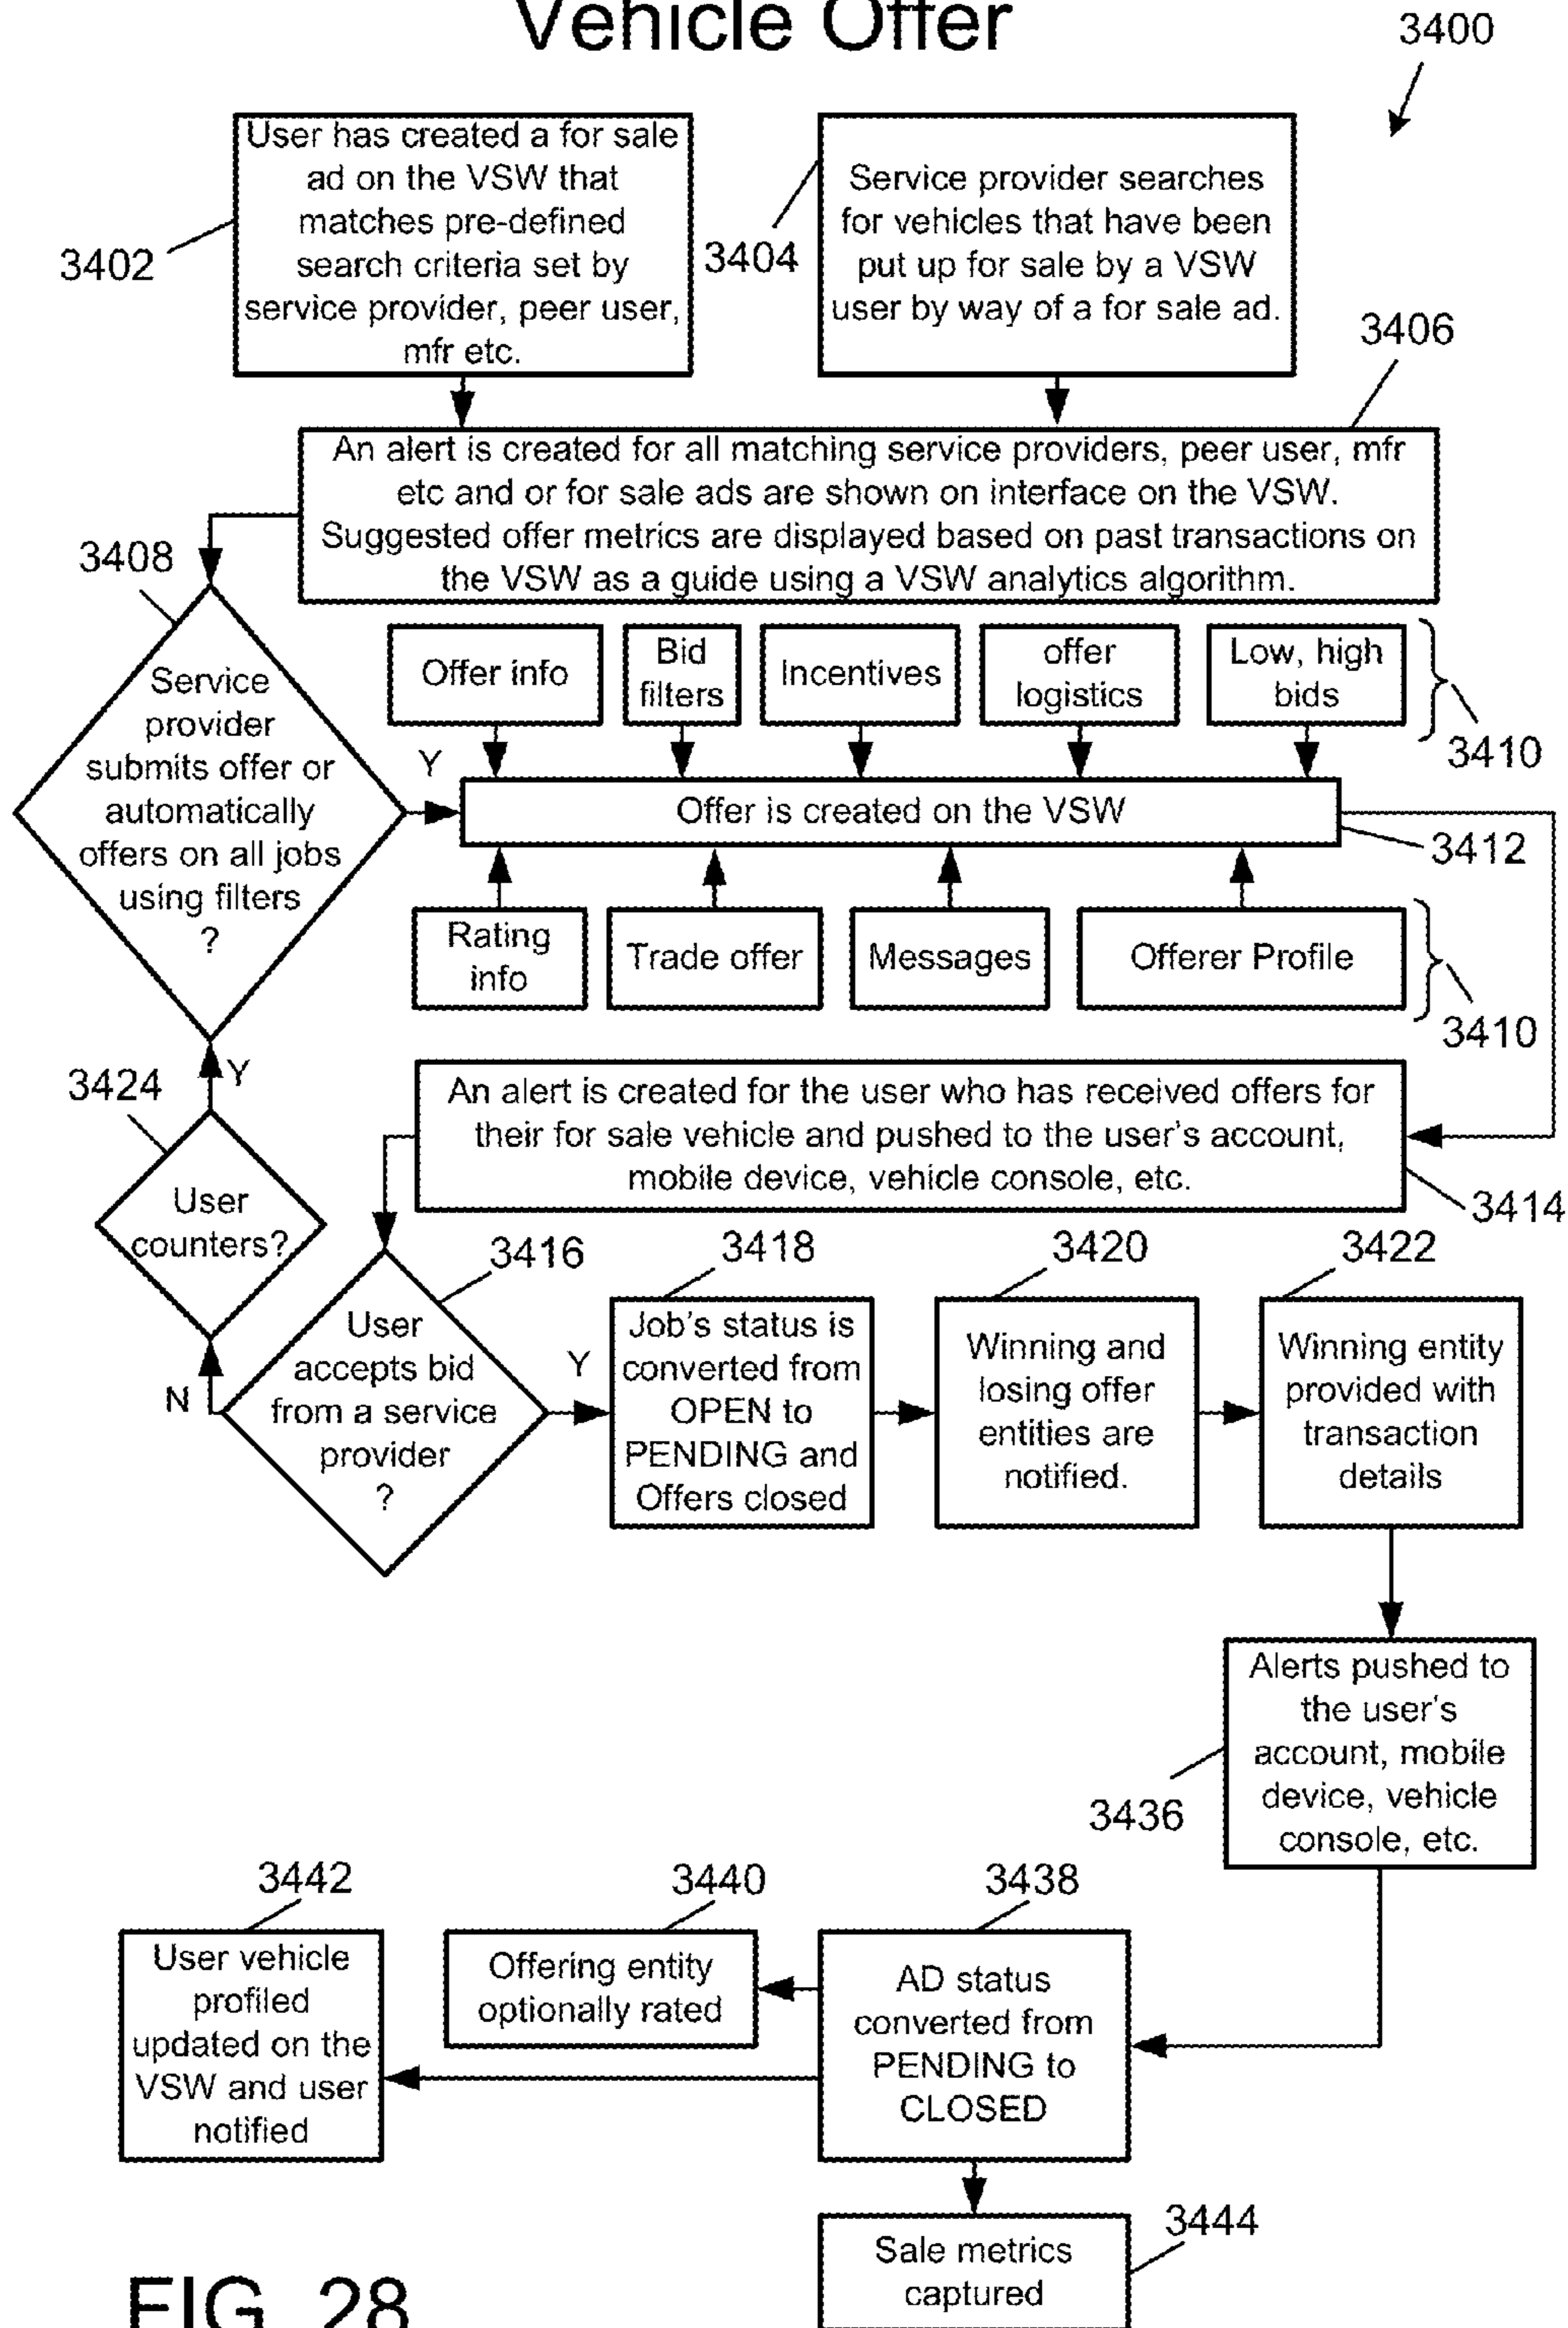 Vehicle Offer
3400
User has created a for sale
ad on the VSW that
matches pre-defined
search criteria set by
service provider, peer user,
mfr etc.
3402
Service provider searches
for vehicles that have been
put up for sale by a VSW
user by way of a for sale ad.
3404
3406
An alert is created for all matching service providers, peer user, mfr
etc and or for sale ads are shown on interface on the VSW.
Suggested offer metrics are displayed based on past transactions on
the VSW as a guide using a VSW analytics algorithm.
3408
Service
provider
submits offer or
automatically
offers on all jobs
using filters
?
Y
Offer info
Bid
filters
Incentives
offer
logistics
Low, high
bids
3410
Offer is created on the VSW
3412
Rating
info
Trade offer
Messages
Offerer Profile
3410
3424
Y
User
counters?
An alert is created for the user who has received offers for
their for sale vehicle and pushed to the user's account,
mobile device, vehicle console, etc.
3414
N
3416
User
accepts bid
from a service
provider
?
Y
3418
Job's status is
converted from
OPEN to
PENDING and
Offers closed
3420
Winning and
losing offer
entities are
notified.
3422
Winning entity
provided with
transaction
details
Alerts pushed to
the user's
account, mobile
device, vehicle
console, etc.
3436
3442
User vehicle
profiled
updated on the
VSW and user
notified
3440
Offering entity
optionally rated
3438
AD status
converted from
PENDING to
CLOSED
3444
Sale metrics
captured
FIG. 28